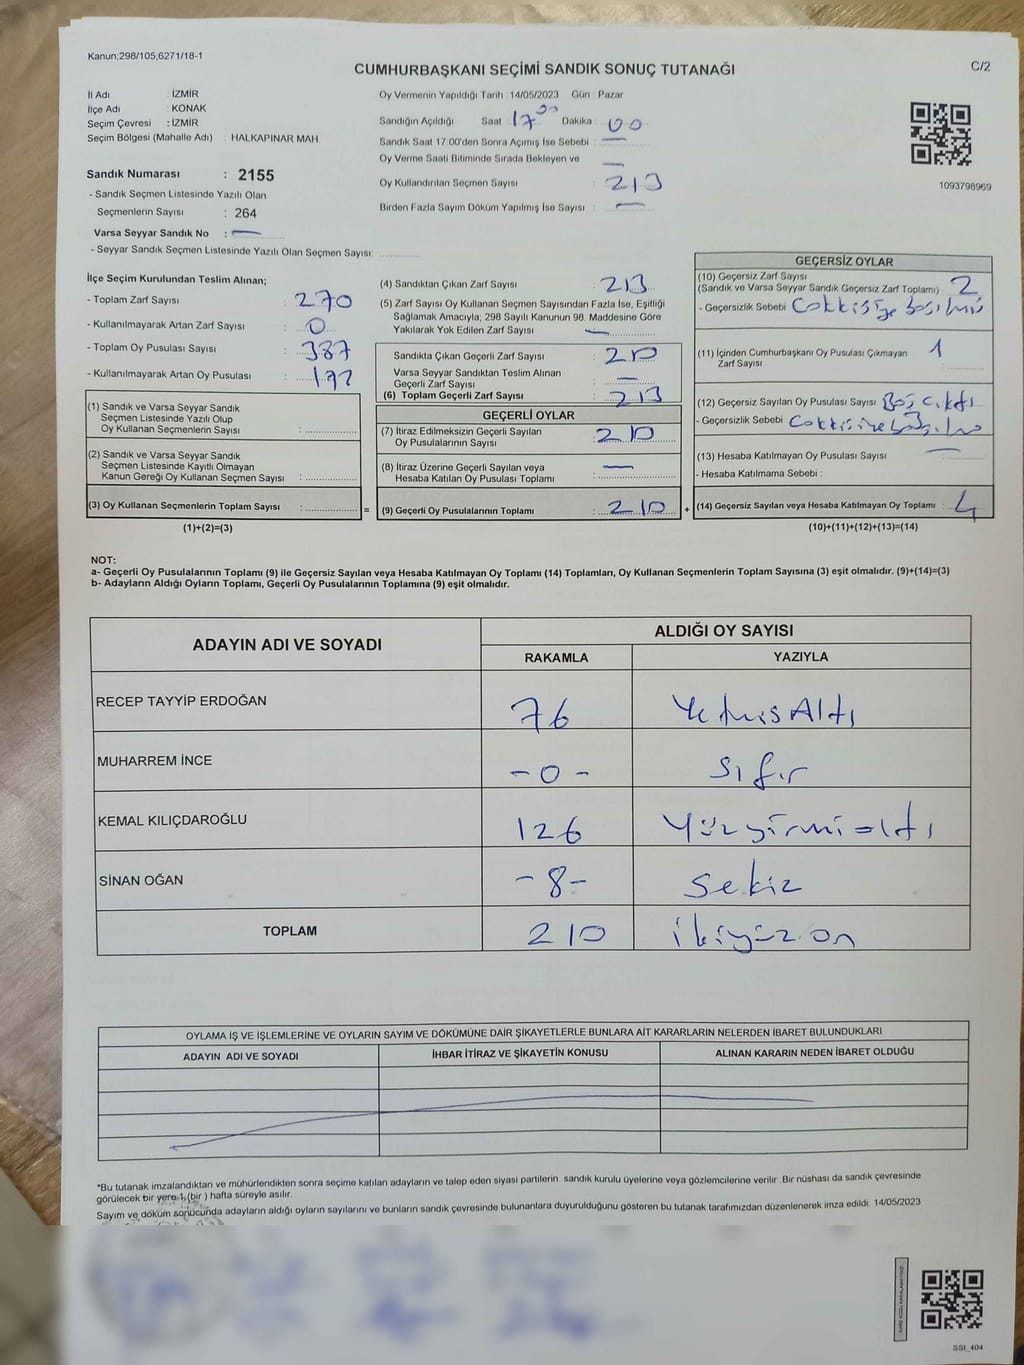 Kanun;298/105,6271/18-1
CUMHURBAŞKANI SEÇİMİ SANDIK SONUÇ TUTANAĞI
C/2
İl Adı : İZMİR
İlçe Adı : KONAK
Seçim Çevresi : İZMİR
Seçim Bölgesi (Mahalle Adı) : HALKAPINAR MAH.
Sandık Numarası : 2155
- Sandık Seçmen Listesinde Yazılı Olan
Seçmenlerin Sayısı : 264
Varsa Seyyar Sandık No : —
- Seyyar Sandık Seçmen Listesinde Yazılı Olan Seçmen Sayısı:
Oy Vermenin Yapıldığı Tarih : 14/05/2023 Gün : Pazar
Sandığın Açıldığı Saat 17 00 Dakika : 00
Sandık Saat 17.00'den Sonra Açımış İse Sebebi : —
Oy Verme Saati Bitiminde Sırada Bekleyen ve —
Oy Kullandırılan Seçmen Sayısı : 213
Birden Fazla Sayım Döküm Yapılmış İse Sayısı : —
1093798969
İlçe Seçim Kurulundan Teslim Alınan;
- Toplam Zarf Sayısı : 270
- Kullanılmayarak Artan Zarf Sayısı : 0
- Toplam Oy Pusulası Sayısı : 387
- Kullanılmayarak Artan Oy Pusulası :
(1) Sandık ve Varsa Seyyar Sandık
Seçmen Listesinde Yazılı Olup
Oy Kullanan Seçmenlerin Sayısı :
(2) Sandık ve Varsa Seyyar Sandık
Seçmen Listesinde Kayıtlı Olmayan
Kanun Gereği Oy Kullanan Seçmen Sayısı :
(3) Oy Kullanan Seçmenlerin Toplam Sayısı :
(1)+(2)=(3)
=
(4) Sandıktan Çıkan Zarf Sayısı : 213
(5) Zarf Sayısı Oy Kullanan Seçmen Sayısından Fazla İse, Eşitliği
Sağlamak Amacıyla, 298 Sayılı Kanunun 98. Maddesine Göre
Yakılarak Yok Edilen Zarf Sayısı : —
Sandıkta Çıkan Geçerli Zarf Sayısı : 210
Varsa Seyyar Sandıktan Teslim Alınan
Geçerli Zarf Sayısı : —
(6) Toplam Geçerli Zarf Sayısı : 213
GEÇERLİ OYLAR
(7) İtiraz Edilmeksizin Geçerli Sayılan
Oy Pusulalarının Sayısı : 210
(8) İtiraz Üzerine Geçerli Sayılan veya
Hesaba Katılan Oy Pusulası Toplamı : —
(9) Geçerli Oy Pusulalarının Toplamı : 210
+
GEÇERSİZ OYLAR
(10) Geçersiz Zarf Sayısı
(Sandık ve Varsa Seyyar Sandık Geçersiz Zarf Toplamı) : 2
- Geçersizlik Sebebi :
(11) İçinden Cumhurbaşkanı Oy Pusulası Çıkmayan 1
Zarf Sayısı :
(12) Geçersiz Sayılan Oy Pusulası Sayısı : Boş Çıktı
- Geçersizlik Sebebi :
(13) Hesaba Katılmayan Oy Pusulası Sayısı : —
- Hesaba Katılmama Sebebi :
(14) Geçersiz Sayılan veya Hesaba Katılmayan Oy Toplamı : 4
(10)+(11)+(12)+(13)=(14)
NOT:
a- Geçerli Oy Pusulalarının Toplamı (9) ile Geçersiz Sayılan veya Hesaba Katılmayan Oy Toplamı (14) Toplamları, Oy Kullanan Seçmenlerin Toplam Sayısına (3) eşit olmalıdır. (9)+(14)=(3)
b- Adayların Aldığı Oyların Toplamı, Geçerli Oy Pusulalarının Toplamına (9) eşit olmalıdır.
ADAYIN ADI VE SOYADI
ALDIĞI OY SAYISI
RAKAMLA YAZIYLA
RECEP TAYYİP ERDOĞAN 76 Yetmiş Altı
MUHARREM İNCE - 0 - Sıfır
KEMAL KILIÇDAROĞLU 126 Yüzyirmialtı
SİNAN OĞAN - 8 - Sekiz
TOPLAM 210 ikiyüz on
OYLAMA İŞ VE İŞLEMLERİNE VE OYLARIN SAYIM VE DÖKÜMÜNE DAİR ŞİKAYETLERLE BUNLARA AİT KARARLARIN NELERDEN İBARET BULUNDUKLARI
ADAYIN ADI VE SOYADI İHBAR İTİRAZ VE ŞİKAYETİN KONUSU ALINAN KARARIN NEDEN İBARET OLDUĞU
*Bu tutanak imzalandıktan ve mühürlendikten sonra seçime katılan adayların ve talep eden siyasi partilerin sandık kurulu üyelerine veya gözlemcilerine verilir. Bir nüshası da sandık çevresinde
görülecek bir yere 1 (bir ) hafta süreyle asılır.
Sayım ve döküm sonucunda adayların aldığı oyların sayılarını ve bunların sandık çevresinde bulunanlara duyurulduğunu gösteren bu tutanak tarafımızdan düzenlenerek imza edildi. 14/05/2023
KARE KODU KARALAMAYINIZ!
SSI_404